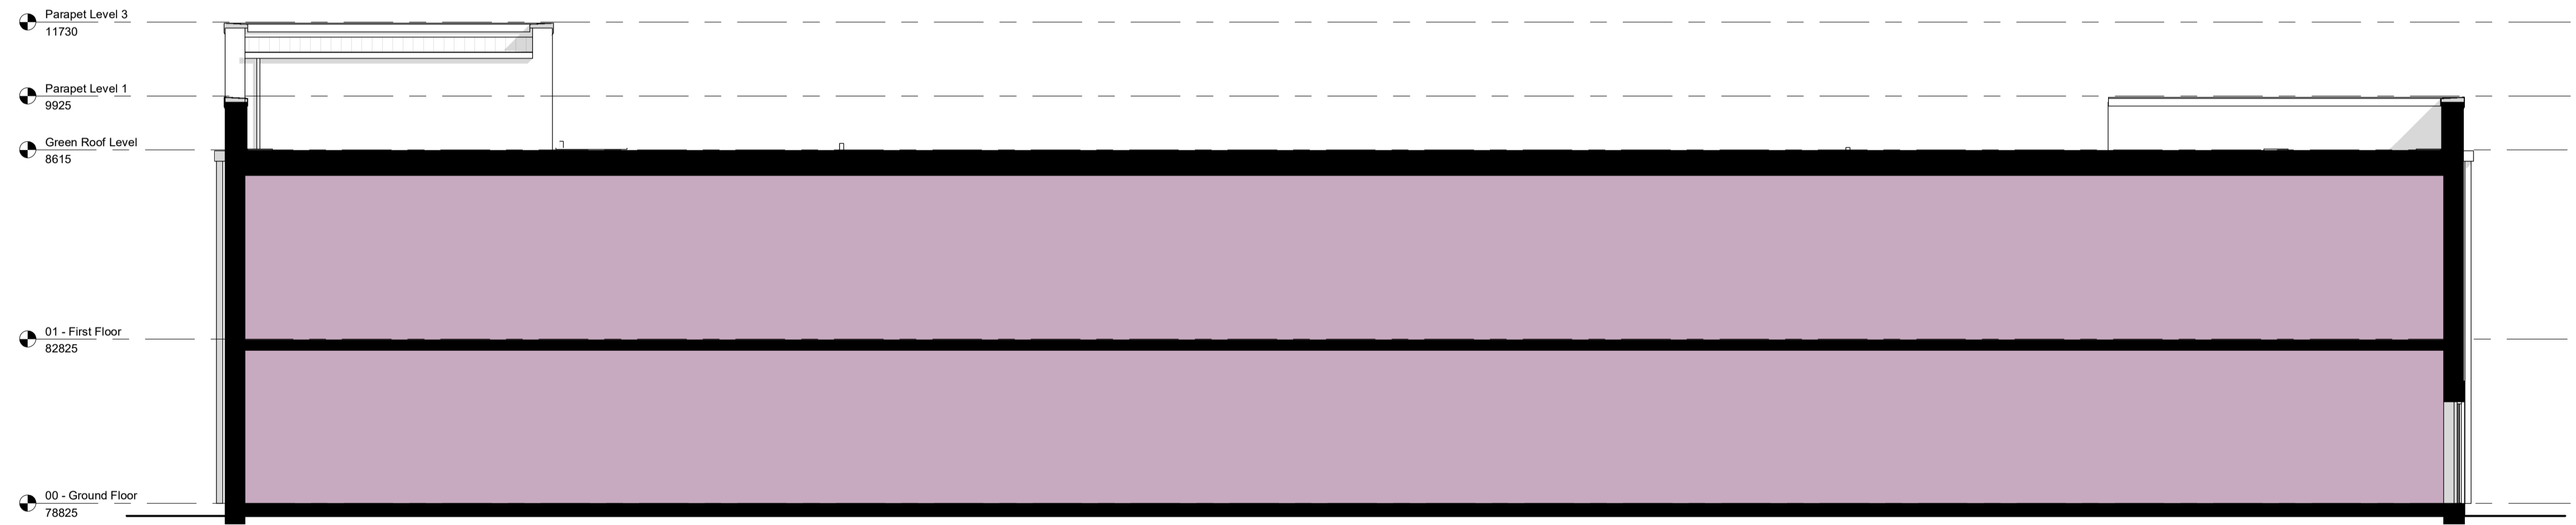 Parapet Level 3
11730
Parapet Level 1
9925
Green Roof Level
8615
01 - First Floor
82825
00 - Ground Floor
78825